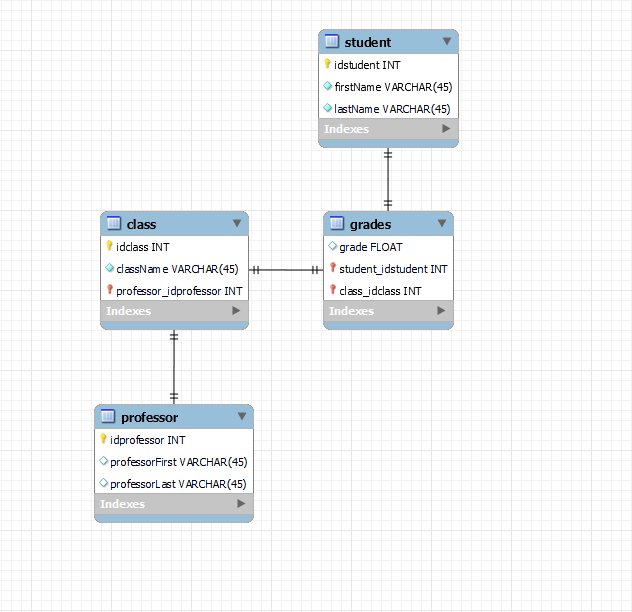 student
idstudent INT
firstName VARCHAR(45)
lastName VARCHAR(45)
Indexes
class
idclass INT
className VARCHAR(45)
professor_idprofessor INT
Indexes
grades
grade FLOAT
student_idstudent INT
class_idclass INT
Indexes
professor
idprofessor INT
professorFirst VARCHAR(45)
professorLast VARCHAR(45)
Indexes